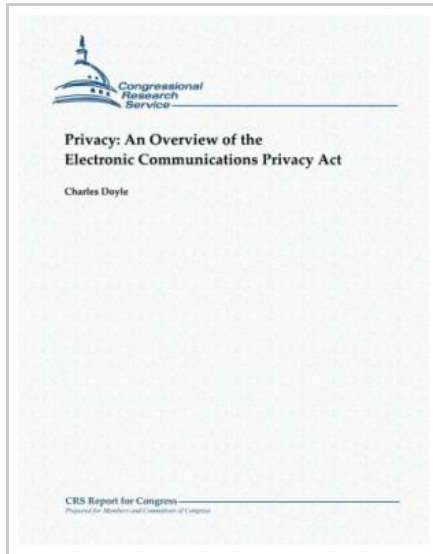 Congressional
Research
Service
Privacy: An Overview of the
Electronic Communications Privacy Act
Charles Doyle
CRS Report for Congress
Prepared for Members and Committees of Congress